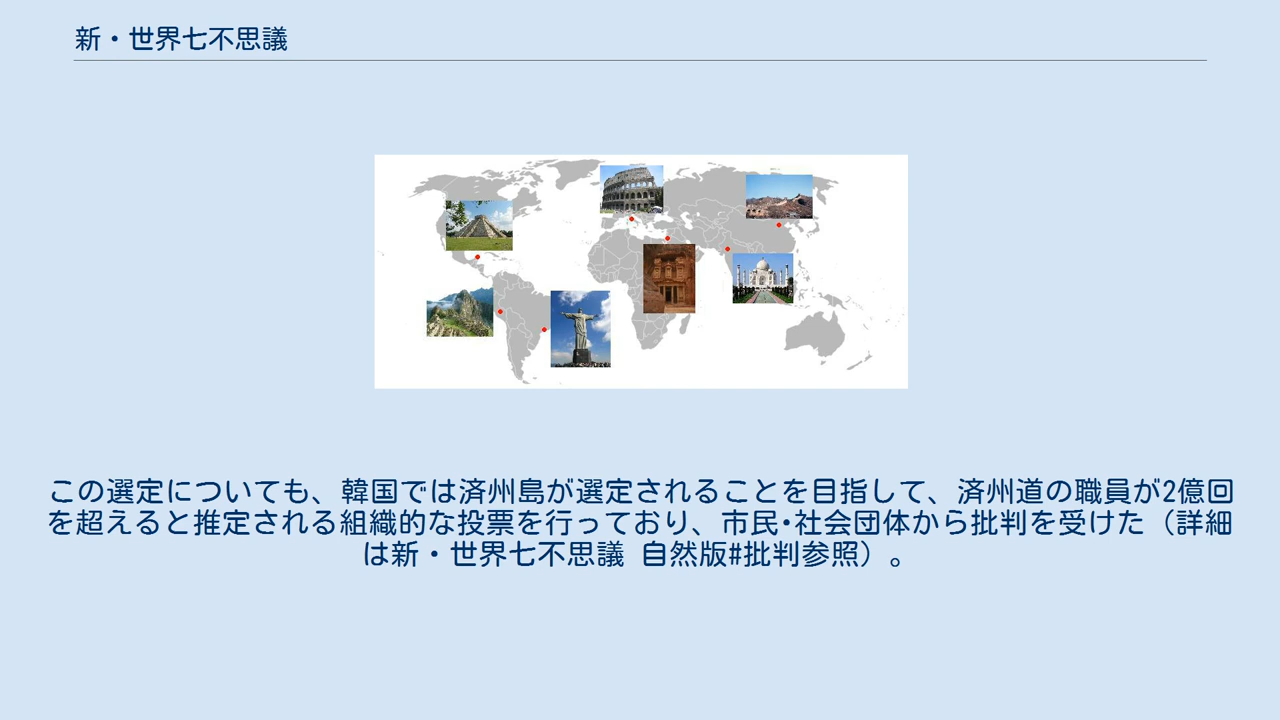 新・世界七不思議
この選定についても、韓国では済州島が選定されることを目指して、済州道の職員が2億回
を超えると推定される組織的な投票を行っており、市民・社会団体から批判を受けた（詳細
は新・世界七不思議 自然版#批判参照）。